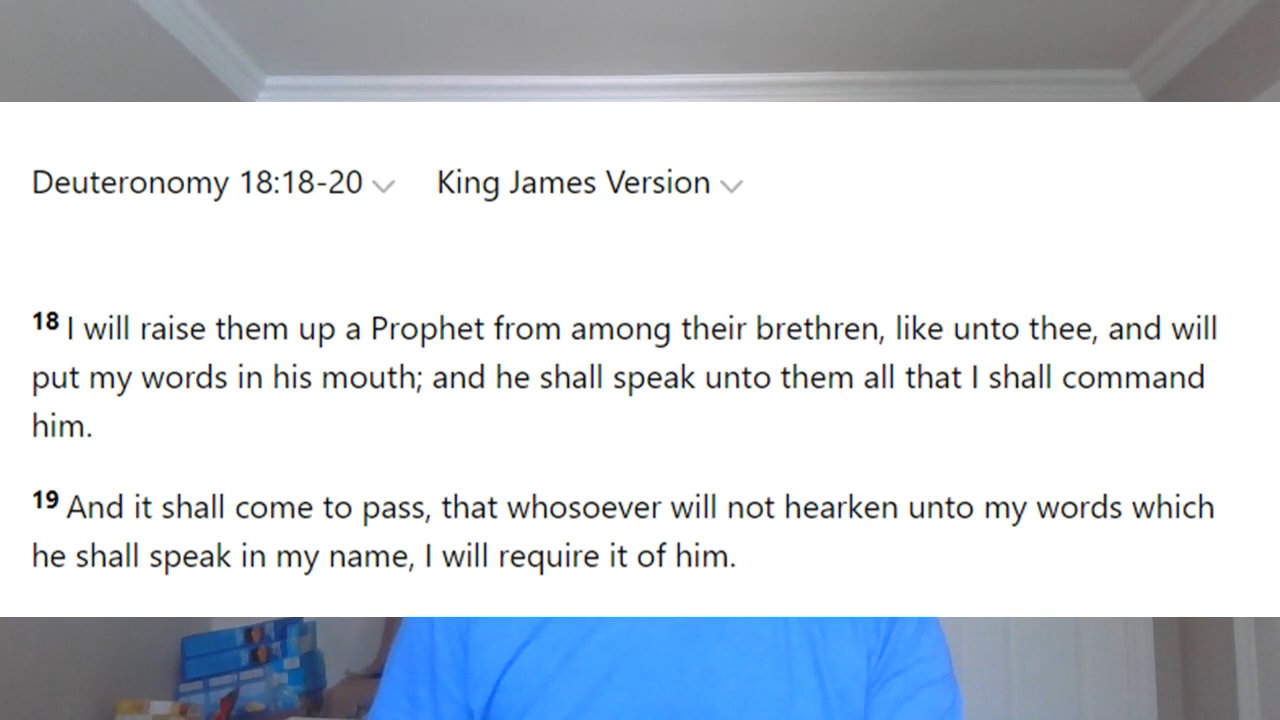 Deuteronomy 18:18-20 King James Version
18 I will raise them up a Prophet from among their brethren, like unto thee, and will
put my words in his mouth; and he shall speak unto them all that I shall command
him.
19 And it shall come to pass, that whosoever will not hearken unto my words which
he shall speak in my name, I will require it of him.